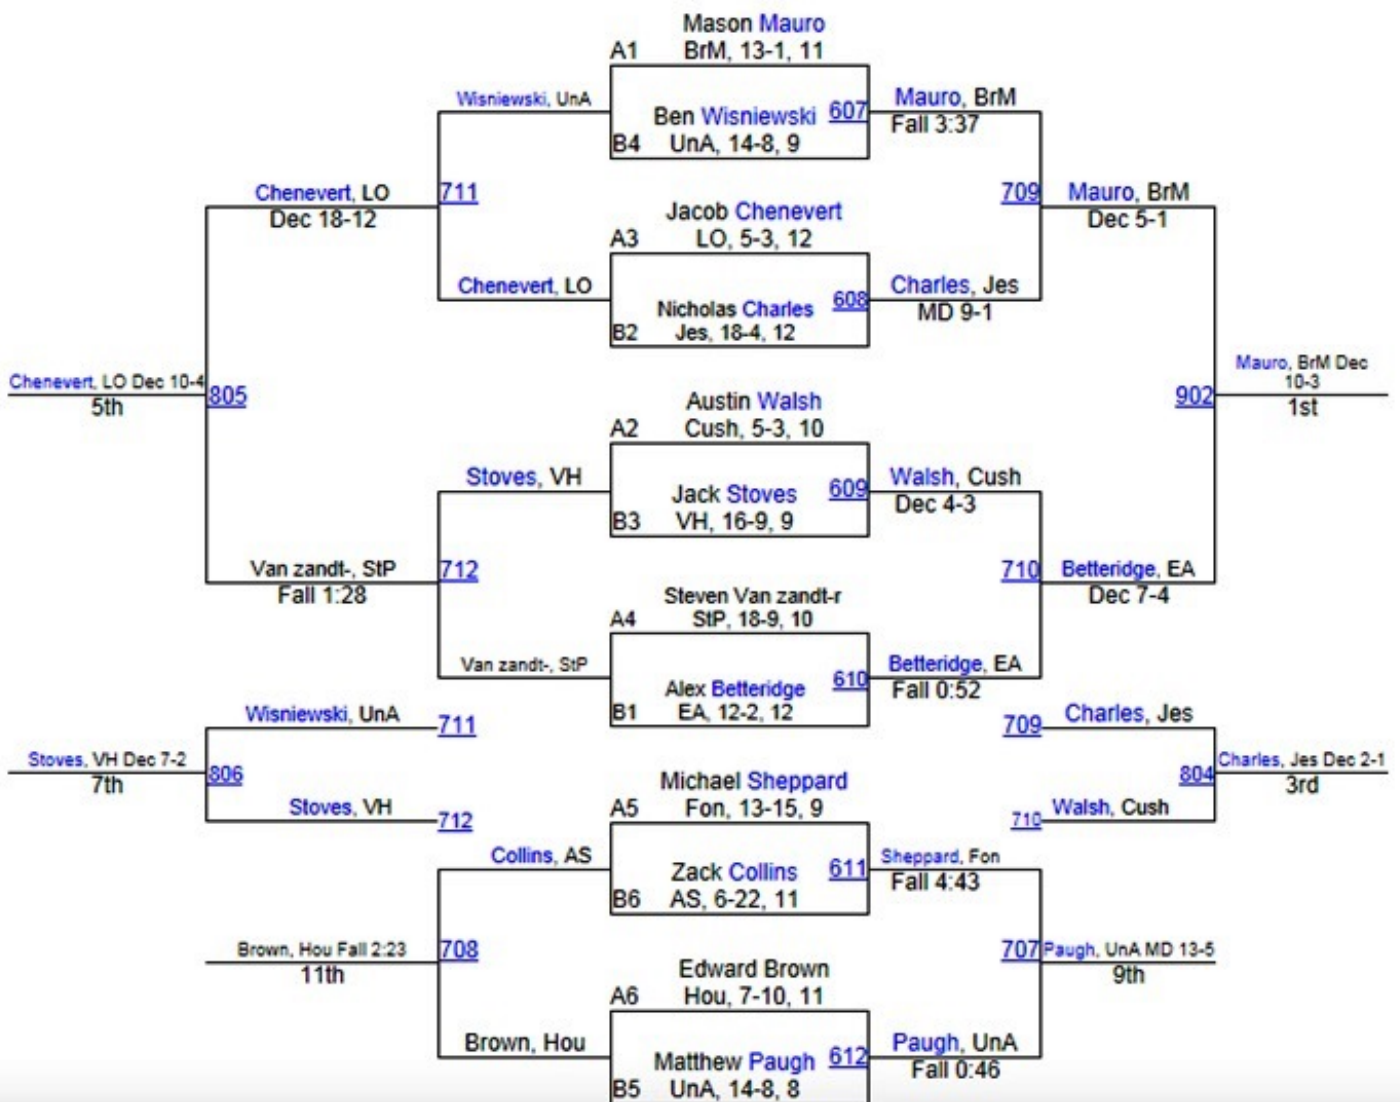 Mason Mauro
A1 BrM, 13-1, 11
Wisniewski, UnA
Ben Wisniewski 607
Mauro, BrM
Fall 3:37
B4 UnA, 14-8, 9
Chenevert, LO
Dec 18-12
711
Jacob Chenevert
A3 LO, 5-3, 12
709
Mauro, BrM
Dec 5-1
Chenevert, LO
Nicholas Charles 608
Charles, Jes
MD 9-1
B2 Jes, 18-4, 12
Chenevert, LO Dec 10-4
5th
805
Austin Walsh
A2 Cush, 5-3, 10
902
Mauro, BrM Dec
10-3
1st
Stoves, VH
Jack Stoves 609
Walsh, Cush
Dec 4-3
B3 VH, 16-9, 9
Van zandt-, StP
Fall 1:28
712
Steven Van zandt-r
A4 StP, 18-9, 10
710
Betteridge, EA
Dec 7-4
Van zandt-, StP
Alex Betteridge 610
Betteridge, EA
Fall 0:52
B1 EA, 12-2, 12
Wisniewski, UnA 711
709 Charles, Jes
Stoves, VH Dec 7-2
7th
806
804
Charles, Jes Dec 2-1
3rd
Stoves, VH 712
710 Walsh, Cush
Michael Sheppard
A5 Fon, 13-15, 9
Collins, AS
Zack Collins 611
Sheppard, Fon
Fall 4:43
B6 AS, 6-22, 11
Brown, Hou Fall 2:23
11th
708
Edward Brown
A6 Hou, 7-10, 11
707
Paugh, UnA MD 13-5
9th
Brown, Hou
Matthew Paugh 612
Paugh, UnA
Fall 0:46
B5 UnA, 14-8, 8